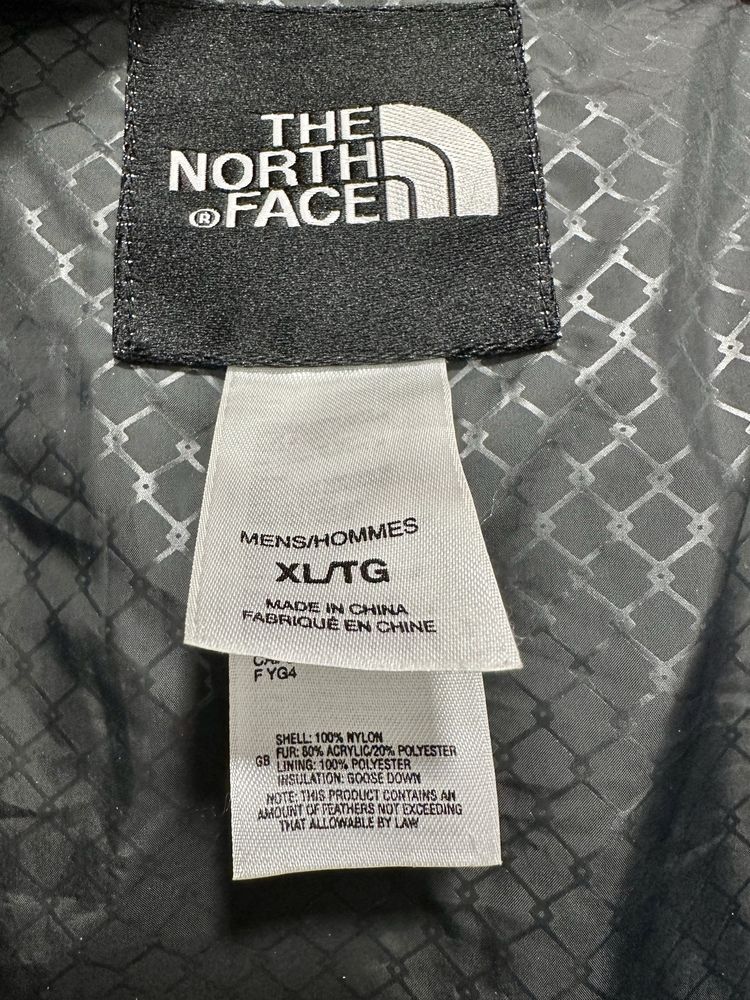 THE
NORTH
®FACE
MENS/HOMMES
XL/TG
MADE IN CHINA
FABRIQUÉ EN CHINE
F YG4
SHELL: 100% NYLON
FUR: 80% ACRYLIC/20% POLYESTER
GB LINING: 100% POLYESTER
INSULATION: GOOSE DOWN
NOTE: THIS PRODUCT CONTAINS AN
AMOUNT OF FEATHERS NOT EXCEEDING
THAT ALLOWABLE BY LAW